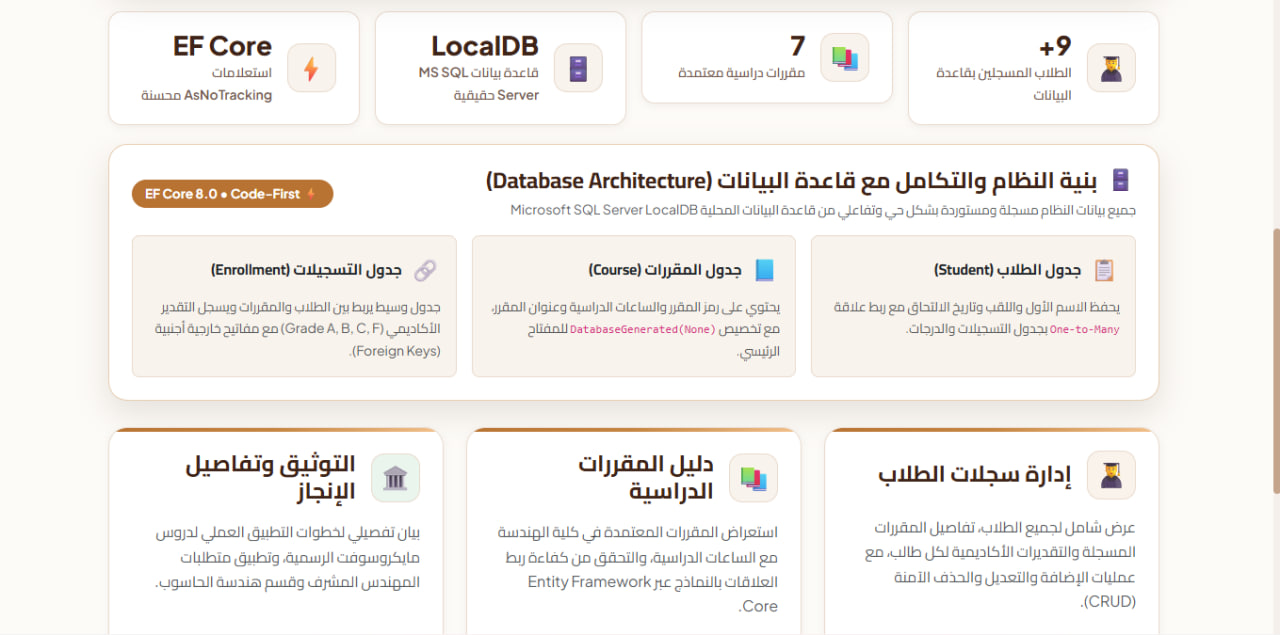 9+
الطلاب المسجلين بقاعدة
البيانات
7
مقررات دراسية معتمدة
LocalDB
قاعدة بيانات MS SQL
Server حقيقية
EF Core
استعلامات
AsNoTracking محسنة
بنية النظام والتكامل مع قاعدة البيانات (Database Architecture)
جميع بيانات النظام مسجلة ومستوردة بشكل حي وتفاعلي من قاعدة البيانات المحلية Microsoft SQL Server LocalDB
EF Core 8.0 • Code-First
جدول الطلاب (Student)
يحفظ الاسم الأول واللقب وتاريخ الالتحاق مع ربط علاقة
One-to-Many بجدول التسجيلات والدرجات.
جدول المقررات (Course)
يحتوي على رمز المقرر والساعات الدراسية وعنوان المقرر،
مع تخصيص DatabaseGenerated(None) للمفتاح
الرئيسي.
جدول التسجيلات (Enrollment)
جدول وسيط يربط بين الطلاب والمقررات ويسجل التقدير
الأكاديمي (Grade A, B, C, F) مع مفاتيح خارجية أجنبية
(Foreign Keys).
إدارة سجلات الطلاب
عرض شامل لجميع الطلاب، تفاصيل المقررات
المسجلة والتقديرات الأكاديمية لكل طالب، مع
عمليات الإضافة والتعديل والحذف الآمنة
(CRUD).
دليل المقررات
الدراسية
استعراض المقررات المعتمدة في كلية الهندسة
مع الساعات الدراسية، والتحقق من كفاءة ربط
العلاقات بالنماذج عبر Entity Framework
Core.
التوثيق وتفاصيل
الإنجاز
بيان تفصيلي لخطوات التطبيق العملي لدروس
مايكروسوفت الرسمية، وتطبيق متطلبات
المهندس المشرف وقسم هندسة الحاسوب.